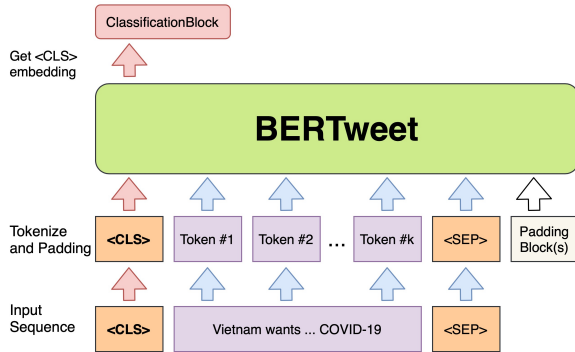 ClassificationBlock
Get <CLS>
embedding
BERTweet
Tokenize
and Padding
<CLS>
Token #1
Token #2
...
Token #k
<SEP>
Padding
Block(s)
Input
Sequence
<CLS>
Vietnam wants ... COVID-19
<SEP>